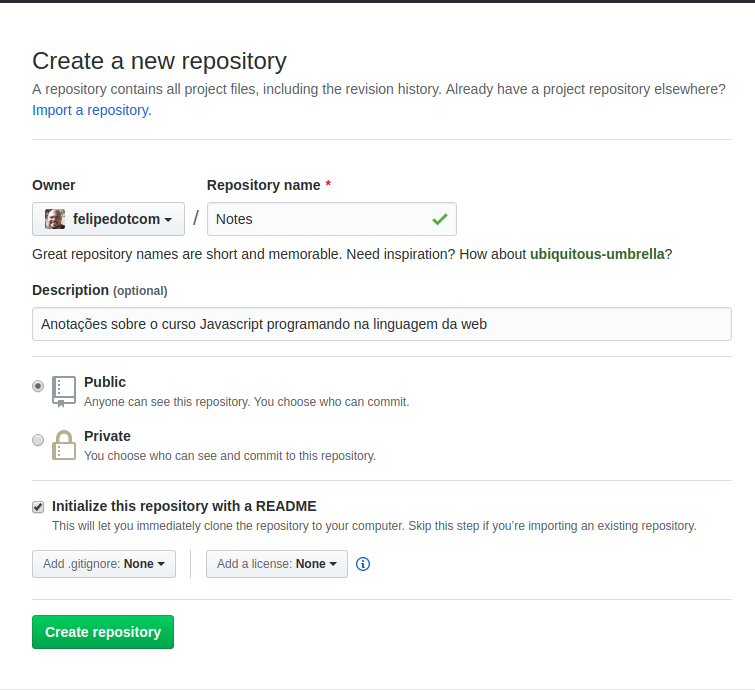 Create a new repository
A repository contains all project files, including the revision history. Already have a project repository elsewhere?
Import a repository.
Owner
Repository name *
felipedotcom
/
Notes
Great repository names are short and memorable. Need inspiration? How about ubiquitous-umbrella?
Description (optional)
Anotações sobre o curso Javascript programando na linguagem da web
Public
Anyone can see this repository. You choose who can commit.
Private
You choose who can see and commit to this repository.
Initialize this repository with a README
This will let you immediately clone the repository to your computer. Skip this step if you’re importing an existing repository.
Add .gitignore: None
Add a license: None
Create repository